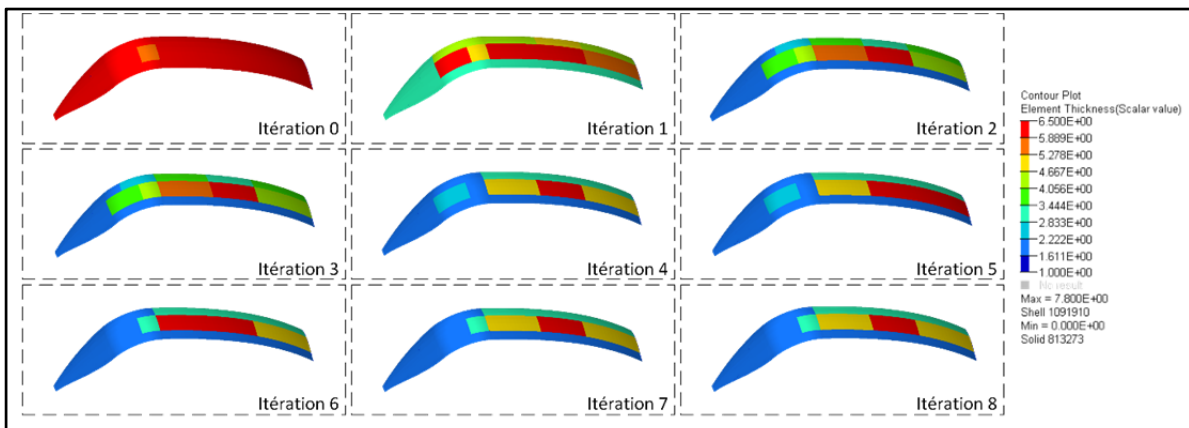 Itération 0
Itération 1
Itération 2
Itération 3
Itération 4
Itération 5
Itération 6
Itération 7
Itération 8
Contour Plot
Element Thickness(Scalar value)
6.500E+00
5.889E+00
5.278E+00
4.667E+00
4.056E+00
3.444E+00
2.833E+00
2.222E+00
1.611E+00
1.000E+00
No result
Max = 7.800E+00
Shell 1091910
Min = 0.000E+00
Solid 813273